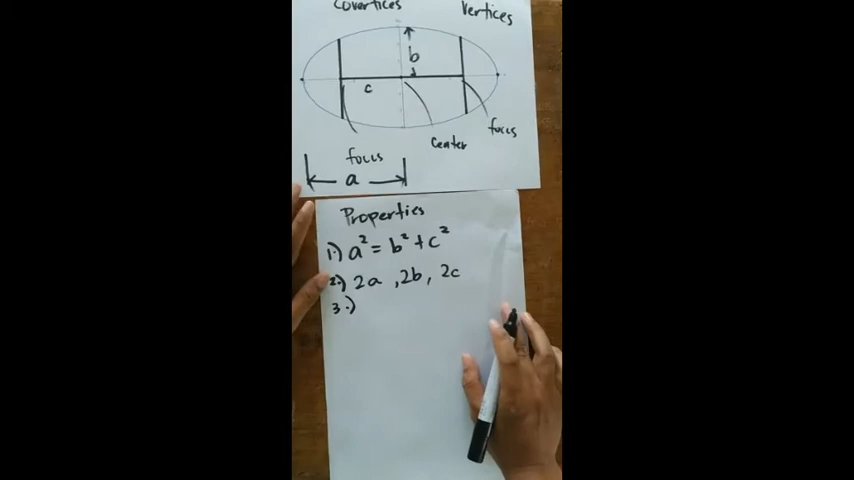 Covertices
Vertices
b
c
focus
center
focus
a
Properties
1.) a² = b² + c²
2.) 2a , 2b, 2c
3.)